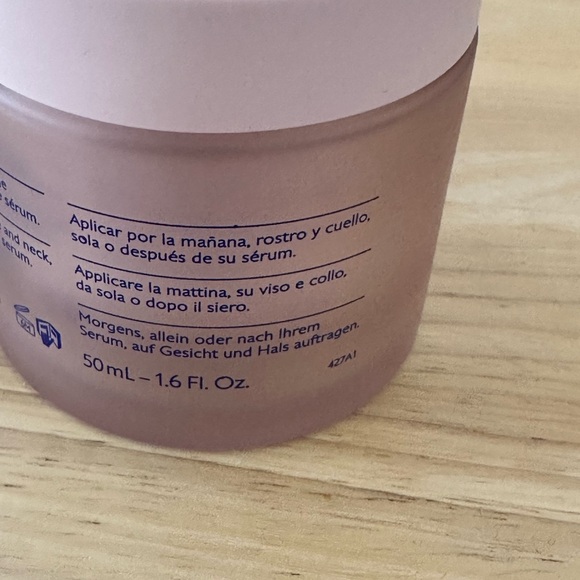 sérum.
and neck,
serum.
Aplicar por la mañana, rostro y cuello,
sola o después de su sérum.
Applicare la mattina, su viso e collo,
da sola o dopo il siero.
Morgens, allein oder nach Ihrem
Serum, auf Gesicht und Hals auftragen.
50 mL – 1.6 Fl. Oz.
427A1